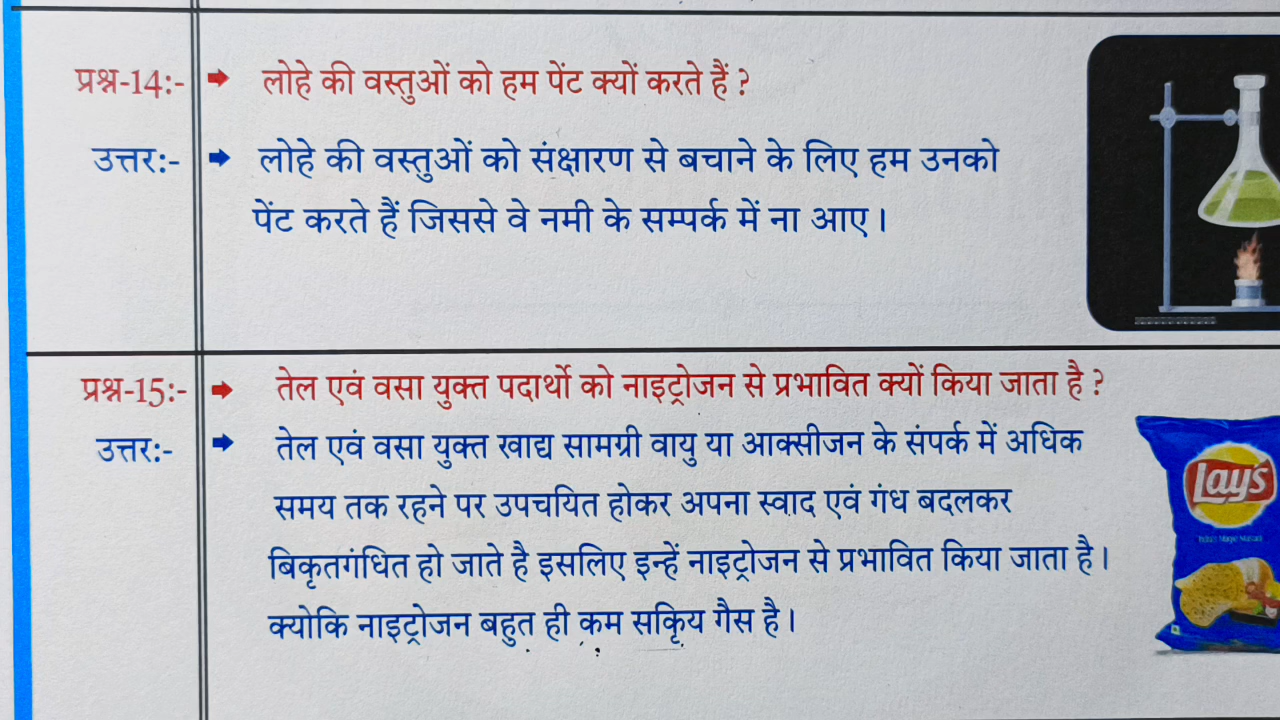 प्रश्न-14:- लोहे की वस्तुओं को हम पेंट क्यों करते हैं ?
उत्तर:- लोहे की वस्तुओं को संक्षारण से बचाने के लिए हम उनको
पेंट करते हैं जिससे वे नमी के सम्पर्क में ना आए।
प्रश्न-15:- तेल एवं वसा युक्त पदार्थो को नाइट्रोजन से प्रभावित क्यों किया जाता है ?
उत्तर:- तेल एवं वसा युक्त खाद्य सामग्री वायु या आक्सीजन के संपर्क में अधिक
समय तक रहने पर उपचयित होकर अपना स्वाद एवं गंध बदलकर
बिकृतगंधित हो जाते है इसलिए इन्हें नाइट्रोजन से प्रभावित किया जाता है।
क्योकि नाइट्रोजन बहुत ही कम सकि्रिय गैस है।
Lay's